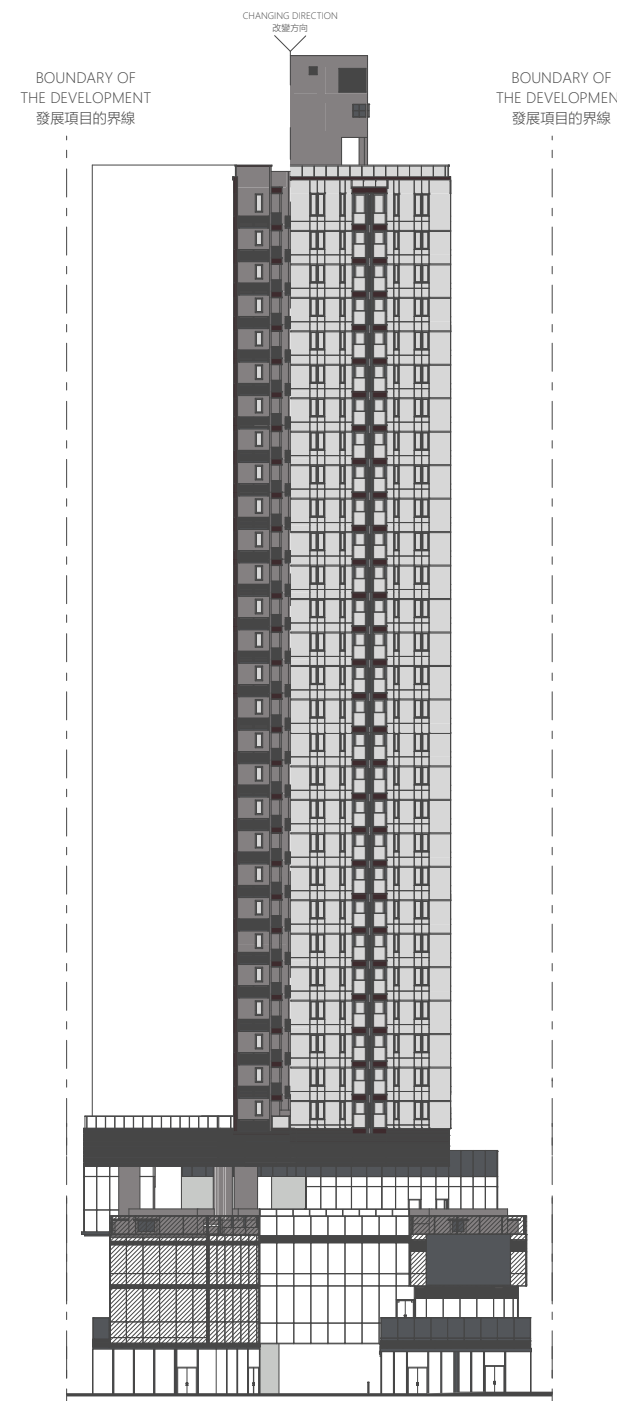 CHANGING DIRECTION
改變方向
BOUNDARY OF
THE DEVELOPMENT
發展項目的界線
BOUNDARY OF
THE DEVELOPMEN
發展項目的界線